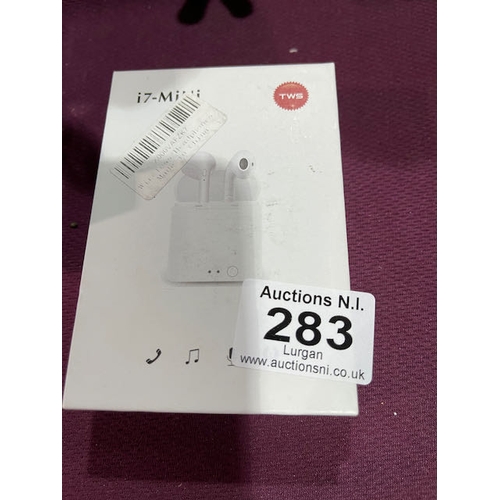 i7-Mini
TWS
Auctions N.I.
283
Lurgan
www.auctionsni.co.uk